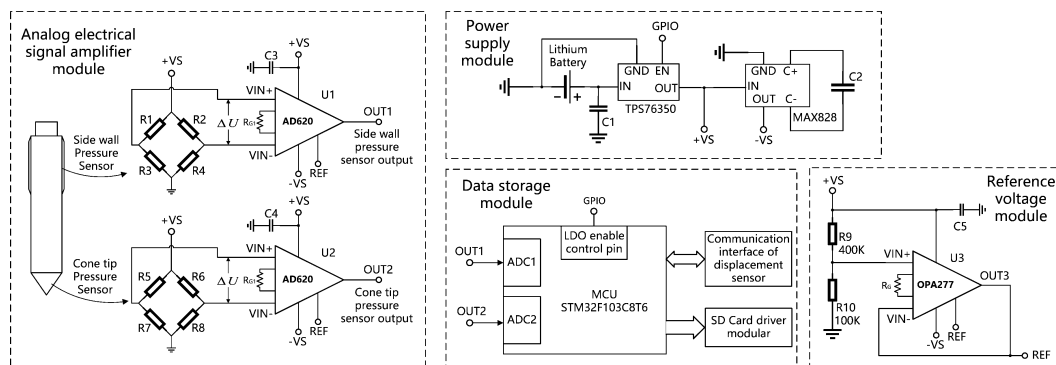 Analog electrical
signal amplifier
module
+VS
C3
+VS
VIN+
U1
R1
R2
ΔU
RG1
AD620
OUT1
Side wall
pressure
sensor output
Side wall
Pressure
Sensor
R3
R4
VIN-
REF
-VS
+VS
C4
+VS
VIN+
U2
R5
R6
ΔU
RG1
AD620
OUT2
Cone tip
pressure
sensor output
Cone tip
Pressure
Sensor
R7
R8
VIN-
REF
-VS
Power
supply module
GPIO
Lithium
Battery
GND EN
IN
OUT
TPS76350
C1
- +
+VS
GND C+
IN
OUT C-
MAX828
C2
-VS
Data storage
module
GPIO
LDO enable
control pin
OUT1
ADC1
OUT2
ADC2
MCU
STM32F103C8T6
Communication
interface of
displacement
sensor
SD Card driver
modular
Reference
voltage
module
+VS
C5
R9
400K
VIN+
U3
RG
OPA277
OUT3
R10
100K
VIN-
-VS
REF
REF